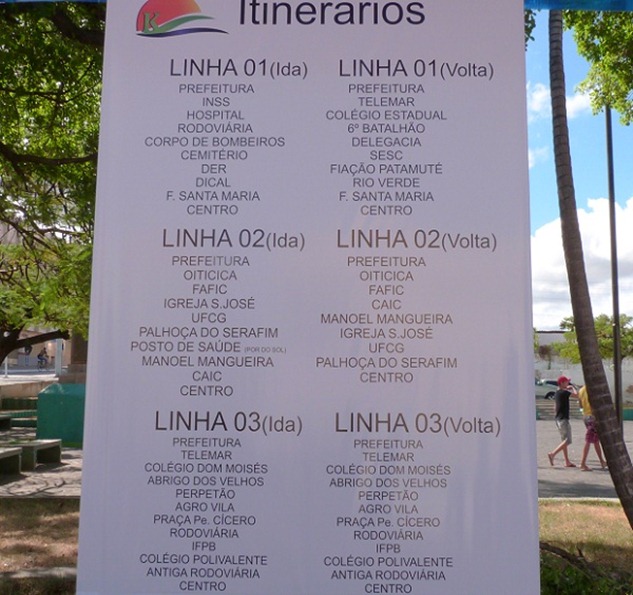 Itinerários
LINHA 01(Ida)
PREFEITURA
INSS
HOSPITAL
RODOVIÁRIA
CORPO DE BOMBEIROS
CEMITÉRIO
DER
DICAL
F. SANTA MARIA
CENTRO
LINHA 01(Volta)
PREFEITURA
TELEMAR
COLÉGIO ESTADUAL
6º BATALHÃO
DELEGACIA
SESC
FIAÇÃO PATAMUTÉ
RIO VERDE
F. SANTA MARIA
CENTRO
LINHA 02(Ida)
PREFEITURA
OITICICA
FAFIC
IGREJA S.JOSÉ
UFCG
PALHOÇA DO SERAFIM
POSTO DE SAÚDE (POR DO SOL)
MANOEL MANGUEIRA
CAIC
CENTRO
LINHA 02(Volta)
PREFEITURA
OITICICA
FAFIC
CAIC
MANOEL MANGUEIRA
IGREJA S.JOSÉ
UFCG
PALHOÇA DO SERAFIM
CENTRO
LINHA 03(Ida)
PREFEITURA
TELEMAR
COLÉGIO DOM MOISÉS
ABRIGO DOS VELHOS
PERPETÃO
AGRO VILA
PRAÇA Pe. CÍCERO
RODOVIÁRIA
IFPB
COLÉGIO POLIVALENTE
ANTIGA RODOVIÁRIA
CENTRO
LINHA 03(Volta)
PREFEITURA
TELEMAR
COLÉGIO DOM MOISÉS
ABRIGO DOS VELHOS
PERPETÃO
AGRO VILA
PRAÇA Pe. CÍCERO
RODOVIÁRIA
IFPB
COLÉGIO POLIVALENTE
ANTIGA RODOVIÁRIA
CENTRO